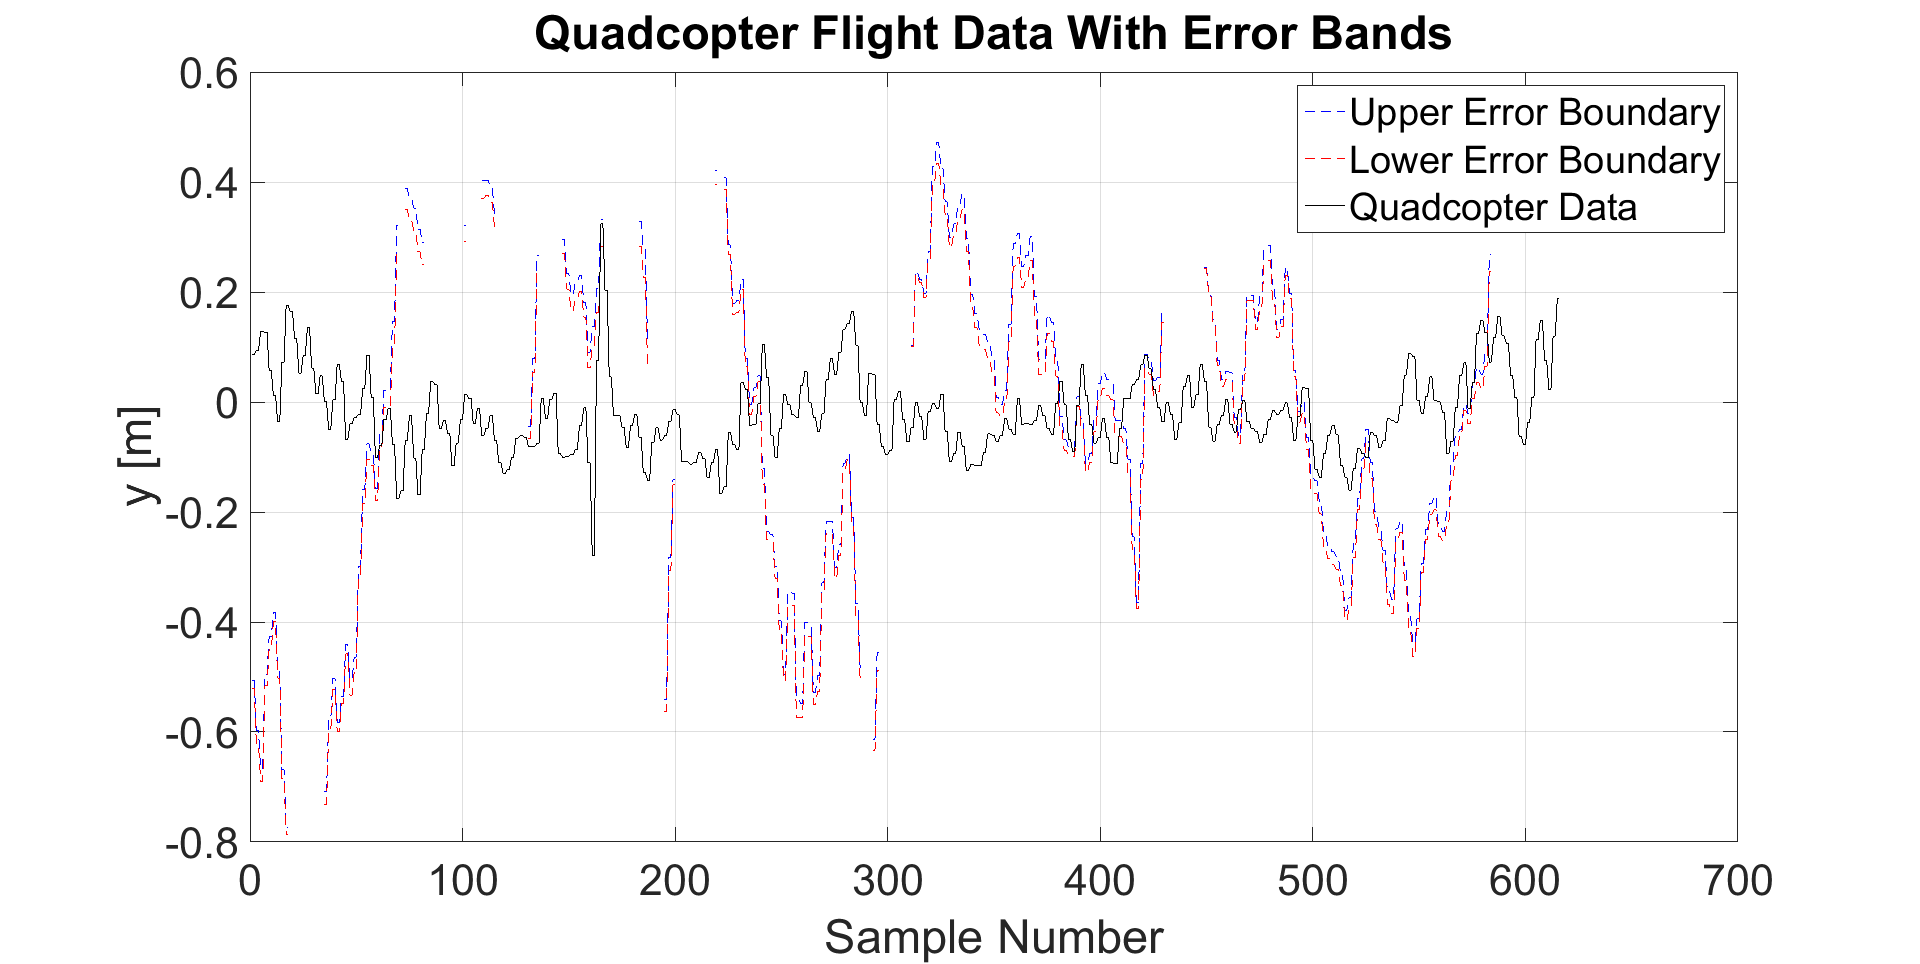 Quadcopter Flight Data With Error Bands
0.6
0.4
0.2
0
-0.2
-0.4
-0.6
-0.8
y [m]
Upper Error Boundary
Lower Error Boundary
Quadcopter Data
0 100 200 300 400 500 600 700
Sample Number